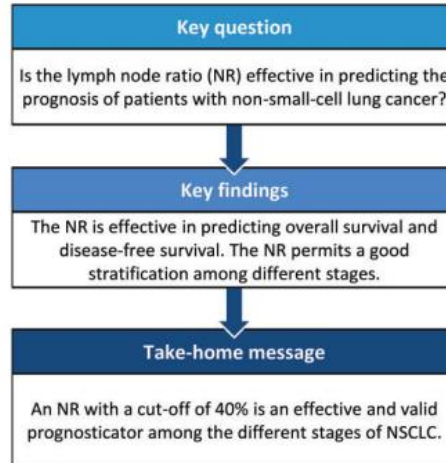 Key question
Is the lymph node ratio (NR) effective in predicting the
prognosis of patients with non-small-cell lung cancer?
Key findings
The NR is effective in predicting overall survival and
disease-free survival. The NR permits a good
stratification among different stages.
Take-home message
An NR with a cut-off of 40% is an effective and valid
prognosticator among the different stages of NSCLC.